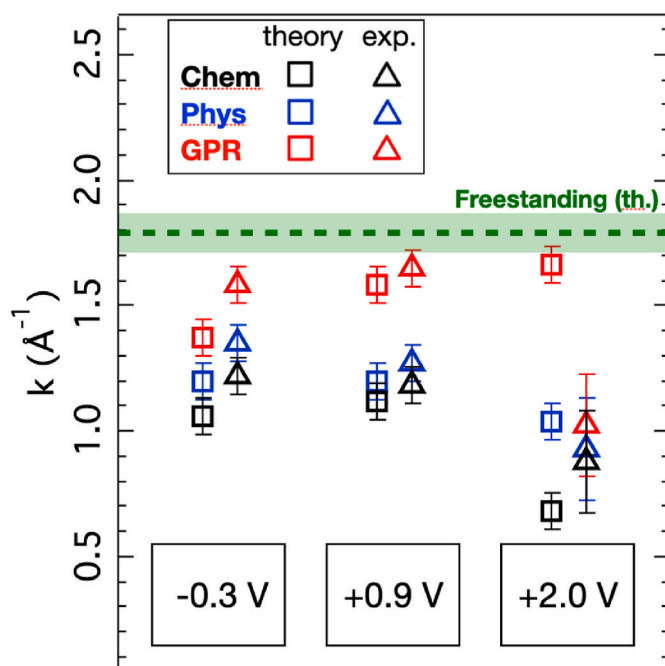 2.5
2.0
1.5
1.0
0.5
k (Å⁻¹)
theory exp.
Chem
Phys
GPR
Freestanding (th.)
-0.3 V
+0.9 V
+2.0 V